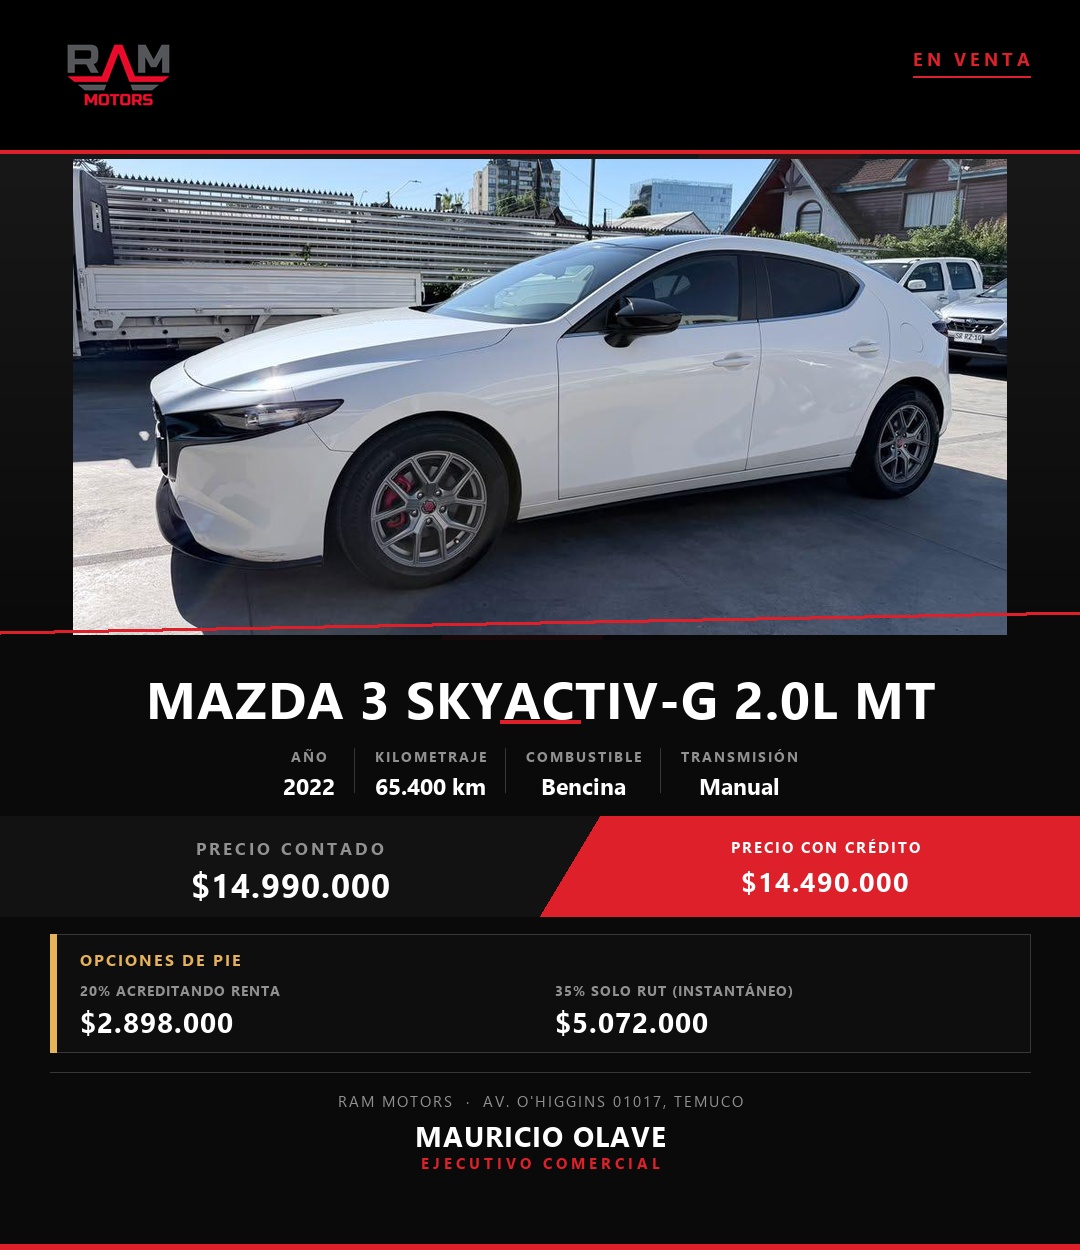 RAM
MOTORS
EN VENTA
SR RZ-10
MAZDA 3 SKYACTIV-G 2.0L MT
AÑO
2022
KILOMETRAJE
65.400 km
COMBUSTIBLE
Bencina
TRANSMISIÓN
Manual
PRECIO CONTADO
$14.990.000
PRECIO CON CRÉDITO
$14.490.000
OPCIONES DE PIE
20% ACREDITANDO RENTA
$2.898.000
35% SOLO RUT (INSTANTÁNEO)
$5.072.000
RAM MOTORS · AV. O'HIGGINS 01017, TEMUCO
MAURICIO OLAVE
EJECUTIVO COMERCIAL